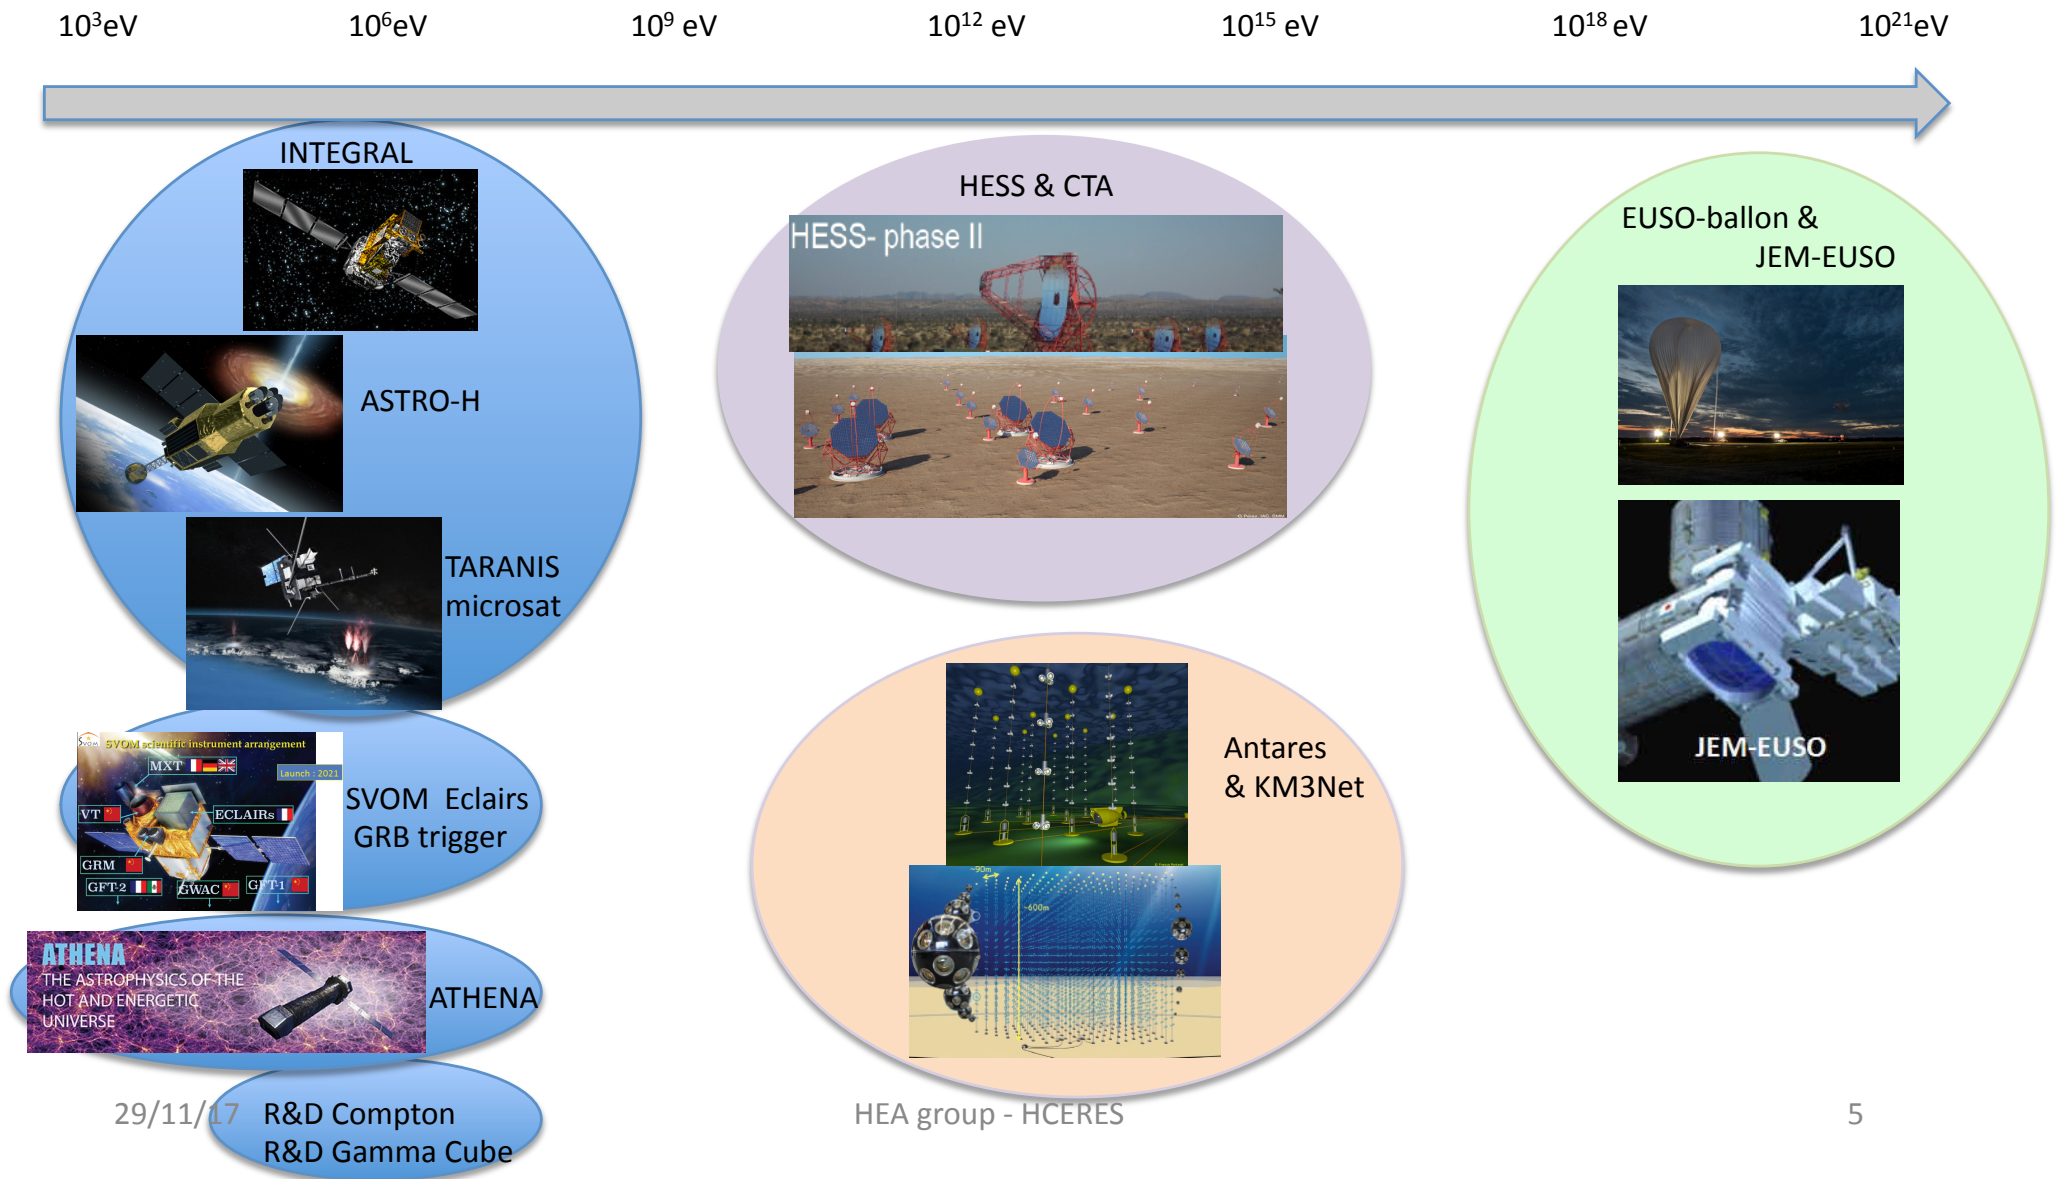 10³eV 10⁶eV 10⁹ eV 10¹² eV 10¹⁵ eV 10¹⁸ eV 10²¹eV
INTEGRAL
ASTRO-H
TARANIS
microsat
SVOM
SVOM scientific instrument arrangement
MXT
Launch : 2021
VT
ECLAIRs
GRM
GFT-2
GWAC
GFT-1
SVOM Eclairs
GRB trigger
ATHENA
THE ASTROPHYSICS OF THE
HOT AND ENERGETIC
UNIVERSE
ATHENA
R&D Compton
R&D Gamma Cube
HESS & CTA
HESS- phase II
Antares
& KM3Net
~90m
~600m
EUSO-ballon &
JEM-EUSO
JEM-EUSO
29/11/17
HEA group - HCERES
5